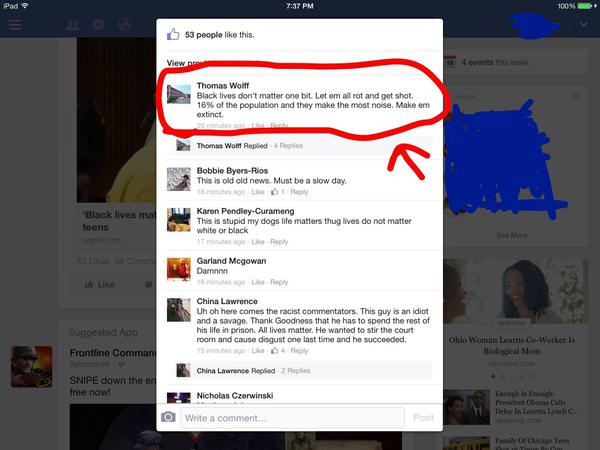 iPad
7:37 PM
100%
53 people like this.
Thomas Wolff
Black lives don't matter one bit. Let em all rot and get shot.
16% of the population and they make the most noise. Make em
extinct.
20 minutes ago · Like · Reply
Thomas Wolff Replied · 4 Replies
Bobbie Byers-Rios
This is old old news. Must be a slow day.
18 minutes ago · Like · 1 · Reply
Karen Pendley-Curameng
This is stupid my dogs life matters thug lives do not matter
white or black
17 minutes ago · Like · Reply
Garland Mcgowan
Damnnn
16 minutes ago · Like · Reply
China Lawrence
Uh oh here comes the racist commentators. This guy is an idiot
and a savage. Thank Goodness that he has to spend the rest of
his life in prison. All lives matter. He wanted to stir the court
room and cause disgust one last time and he succeeded.
15 minutes ago · Like · 4 · Reply
China Lawrence Replied · 2 Replies
Nicholas Czerwinski
Write a comment...
Post
'Black lives mat
teens
wgntv.com
53 Likes 56 Comme
Like
Suggested App
Frontline Comman
Sponsored
SNIPE down the en
free now!
18
4 events this week
Search
See More
NEWSONE
Ohio Woman Learns Co-Worker Is
Biological Mom
NEWSONE.COM
Enough Is Enough:
President Obama Calls
Delay In Loretta Lynch C...
NEWSONE.COM
Family Of Chicago Teen